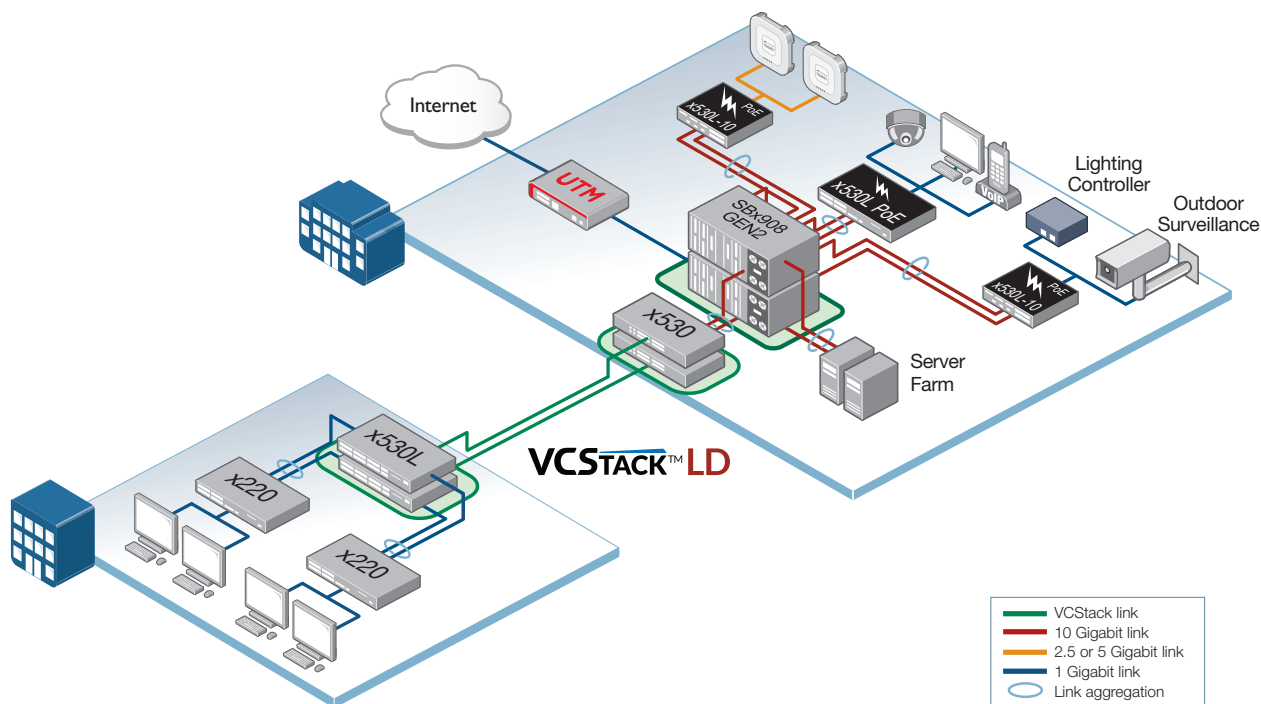 Internet
UTM
x530L-10
PoE
x530L PoE
VoIP
Lighting
Controller
Outdoor
Surveillance
SBx908
GEN2
x530L-10
PoE
x530
Server
Farm
x530L
VCSTACK™ LD
x220
x220
VCStack link
10 Gigabit link
2.5 or 5 Gigabit link
1 Gigabit link
Link aggregation